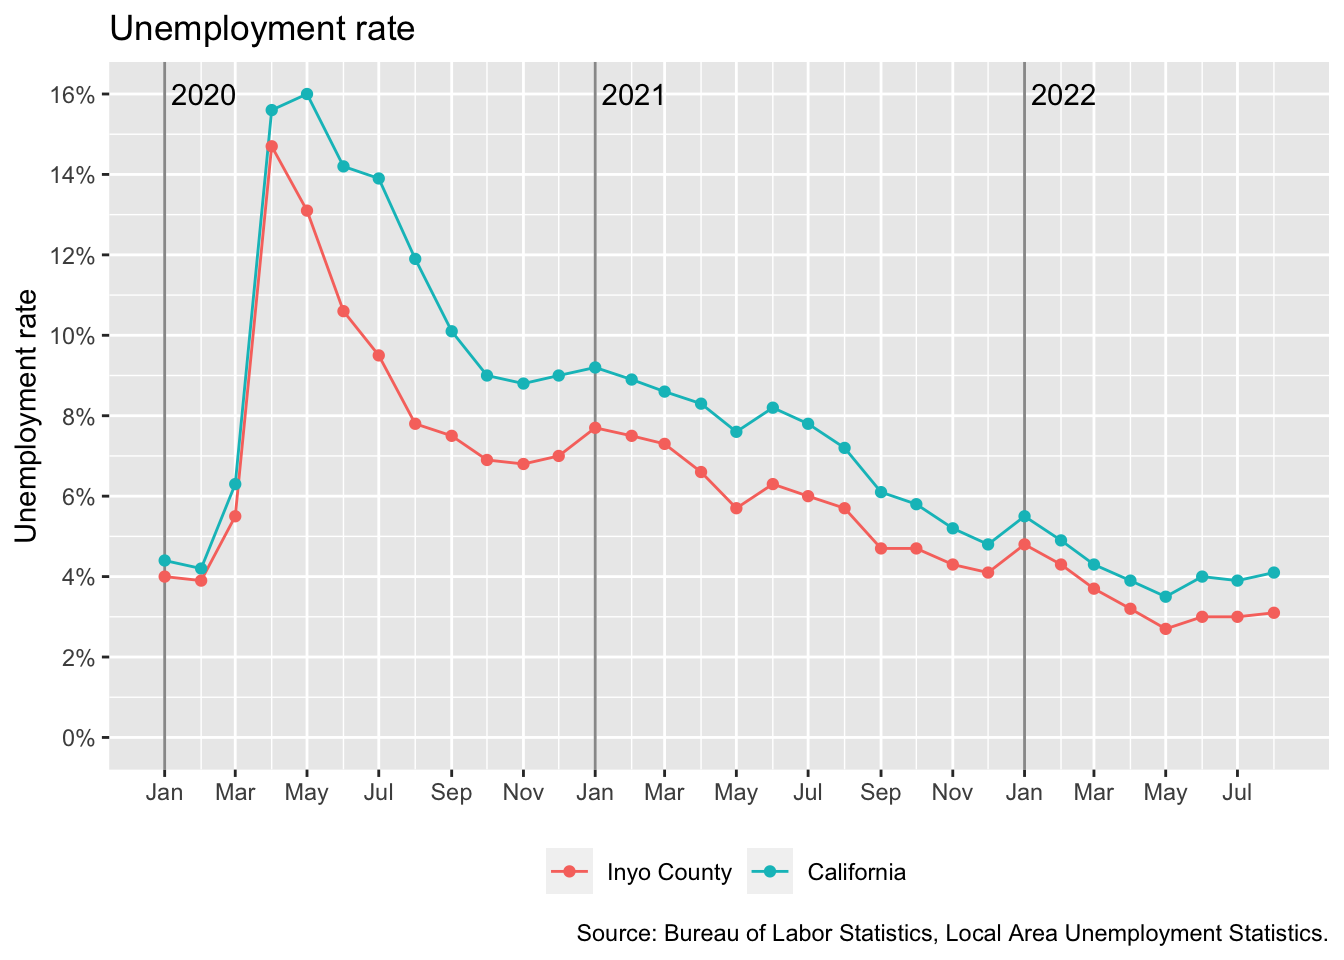 Unemployment rate
2020 2021 2022
16%
14%
12%
10%
8%
6%
4%
2%
0%
Unemployment rate
Jan Mar May Jul Sep Nov Jan Mar May Jul Sep Nov Jan Mar May Jul
Inyo County California
Source: Bureau of Labor Statistics, Local Area Unemployment Statistics.